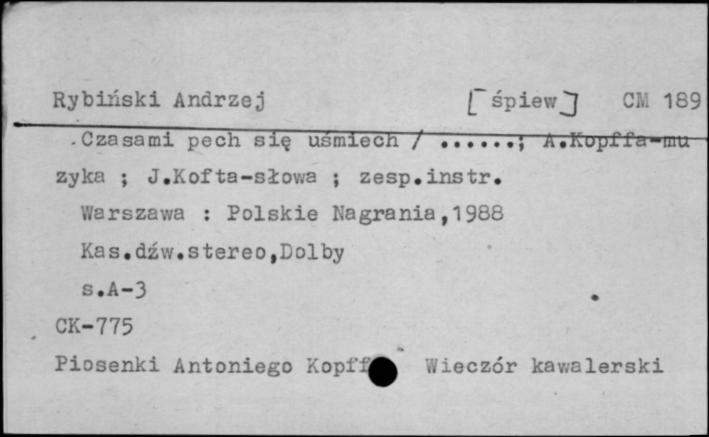 Rybiński Andrzej [śpiew] CM 189
.Czasami pech się uśmiech / ......; A.Kopffa-mu
zyka ; J.Kofta-słowa ; zesp.instr.
Warszawa : Polskie Nagrania,1988
Kas.dźw.stereo,Dolby
s.A-3
CK-775
Piosenki Antoniego Kopff Wieczór kawalerski